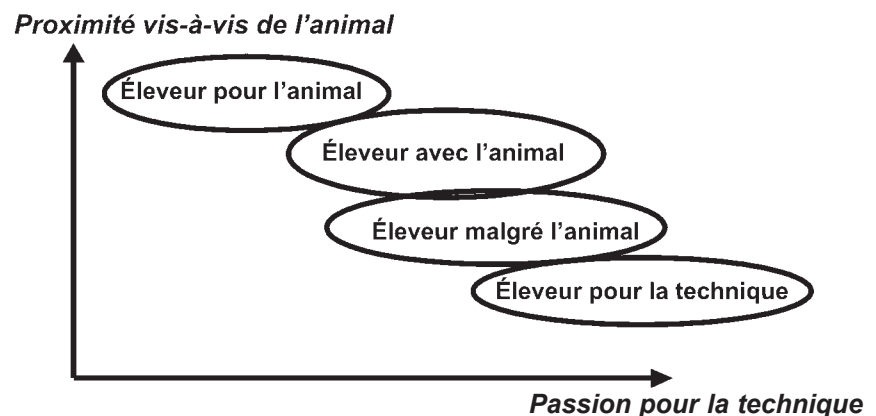 Proximité vis-à-vis de l’animal
Éleveur pour l’animal
Éleveur avec l’animal
Éleveur malgré l’animal
Éleveur pour la technique
Passion pour la technique